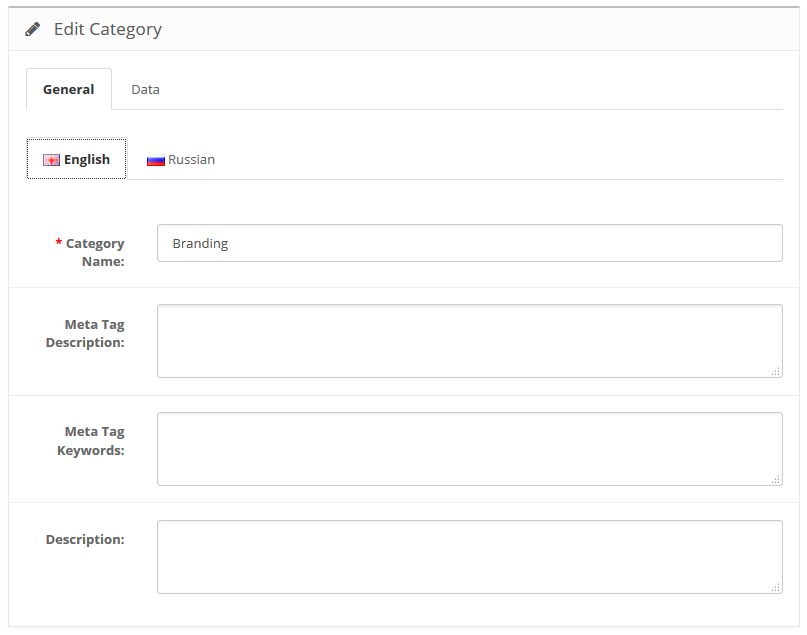 Edit Category
General Data
English Russian
* Category
Name:
Branding
Meta Tag
Description:
Meta Tag
Keywords:
Description: